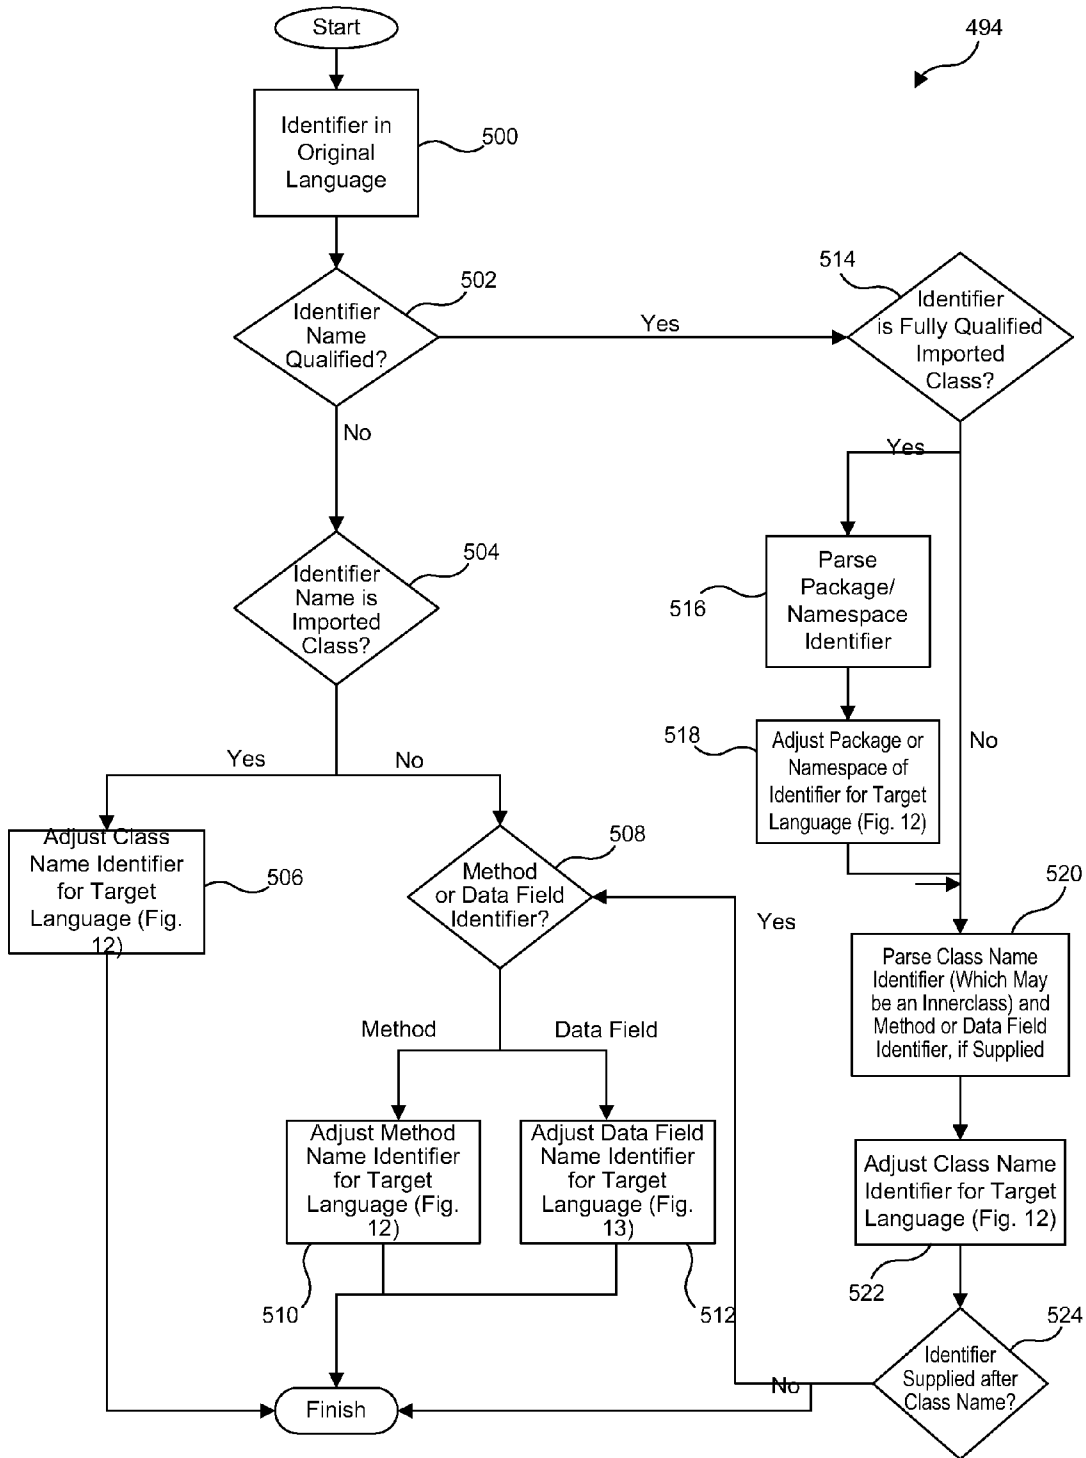 Start
494
Identifier in
Original
Language
500
Identifier
Name
Qualified?
502
Yes
514
Identifier
is Fully Qualified
Imported
Class?
No
Yes
504
Identifier
Name is
Imported
Class?
Parse
Package/
Namespace
Identifier
516
518
Adjust Package or
Namespace of
Identifier for Target
Language (Fig. 12)
No
Yes
No
Adjust Class
Name Identifier
for Target
Language (Fig.
12)
506
508
Method
or Data Field
Identifier?
Yes
520
Parse Class Name
Identifier (Which May
be an Innerclass) and
Method or Data Field
Identifier, if Supplied
Method
Data Field
Adjust Method
Name Identifier
for Target
Language (Fig.
12)
Adjust Data Field
Name Identifier
for Target
Language (Fig.
13)
Adjust Class Name
Identifier for Target
Language (Fig. 12)
510
512
522
524
Identifier
Supplied after
Class Name?
No
Finish